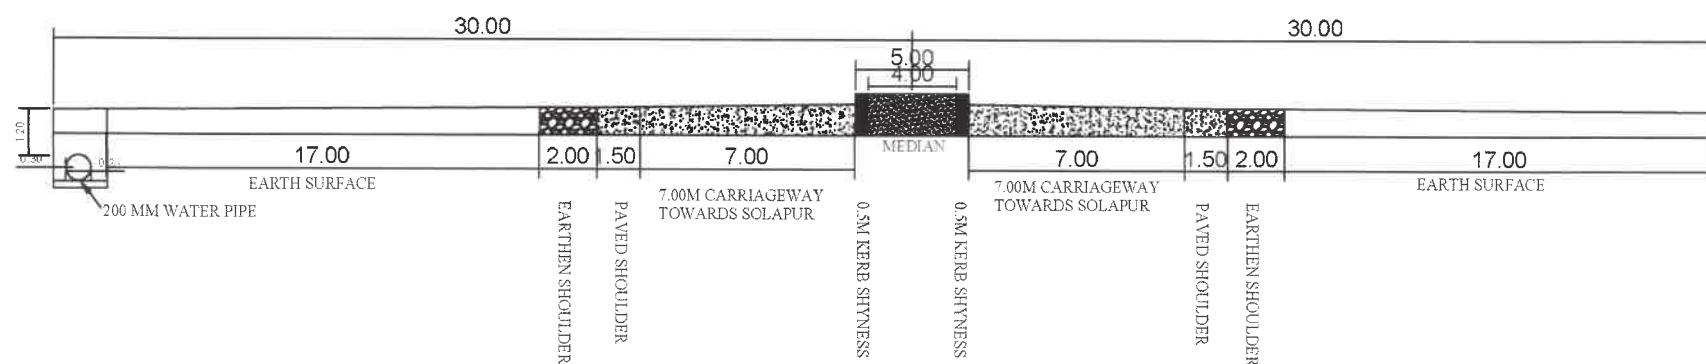 30.00
30.00
5.00
4.00
1.20
0.30
17.00
2.00
1.50
7.00
MEDIAN
7.00
1.50
2.00
17.00
EARTH SURFACE
200 MM WATER PIPE
7.00M CARRIAGEWAY
TOWARDS SOLAPUR
7.00M CARRIAGEWAY
TOWARDS SOLAPUR
EARTH SURFACE
EARTHEN SHOULDER
PAVED SHOULDER
0.5M KERB SHYNESS
0.5M KERB SHYNESS
PAVED SHOULDER
EARTHEN SHOULDER